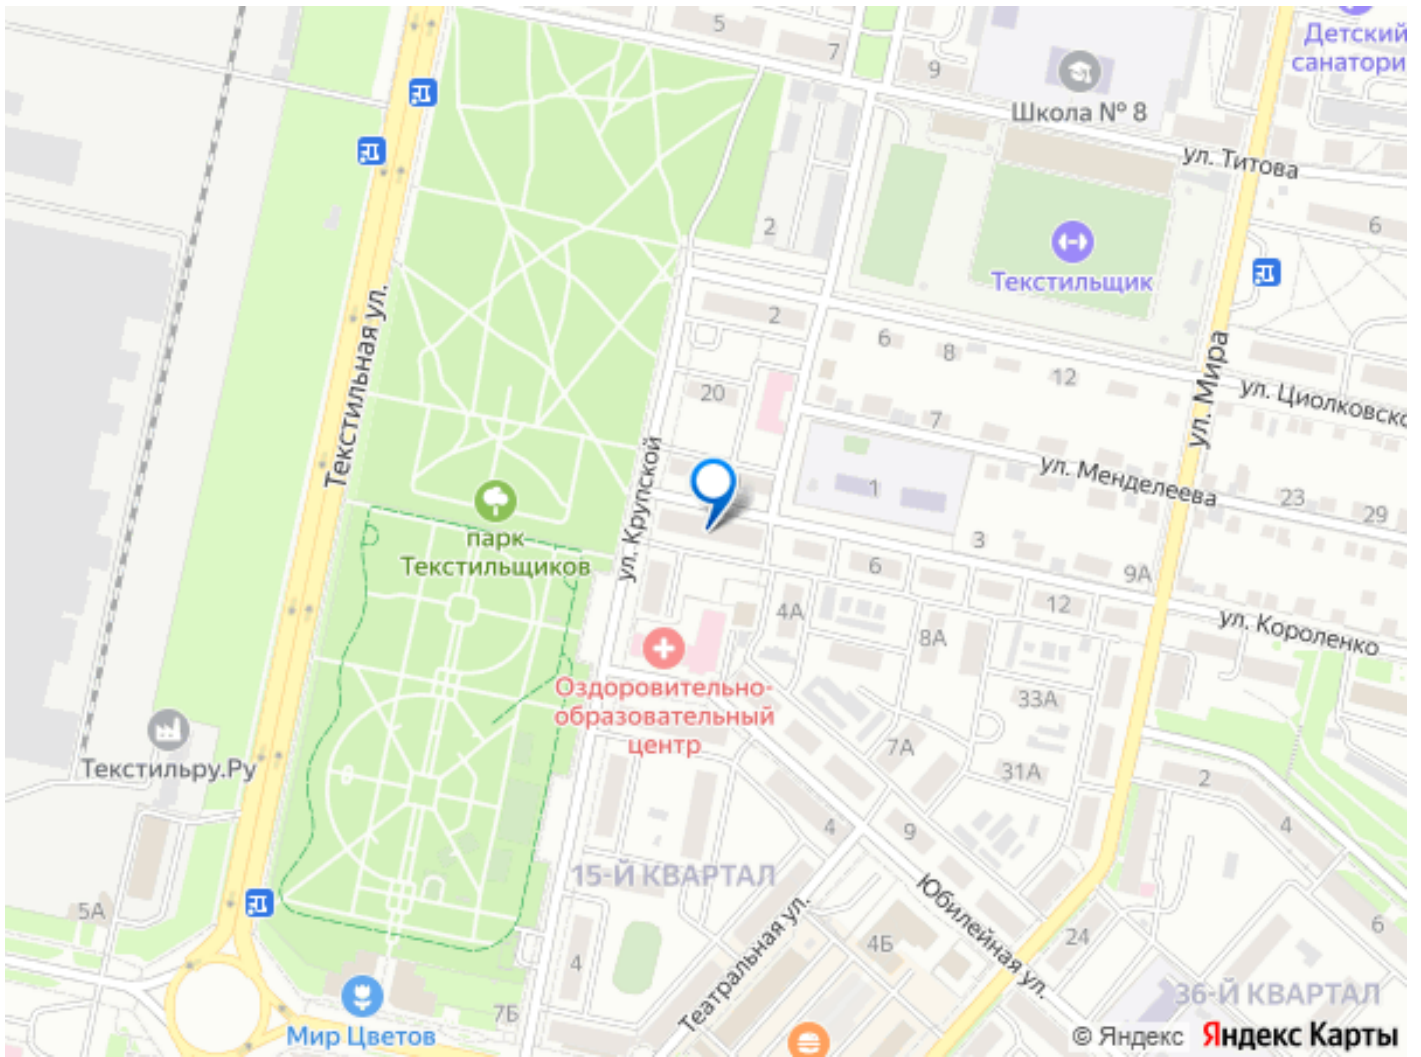 5
7
9
Детский
санатори
Школа № 8
ул. Титова
6
2
Текстильщик
Текстильная ул.
2
6
8
12
ул. Мира
ул. Циолковско
20
7
ул. Крупской
ул. Менделеева
1
23
29
парк
Текстильщиков
3
6
9А
12
ул. Короленко
4А
8А
Оздоровительно-
образовательный
центр
33А
7А
31А
2
Текстильру.Ру
4
9
4
15-Й КВАРТАЛ
Юбилейная ул.
5А
6
Театральная ул.
4Б
24
4
36-Й КВАРТАЛ
7Б
Мир Цветов
© Яндекс Яндекс Карты